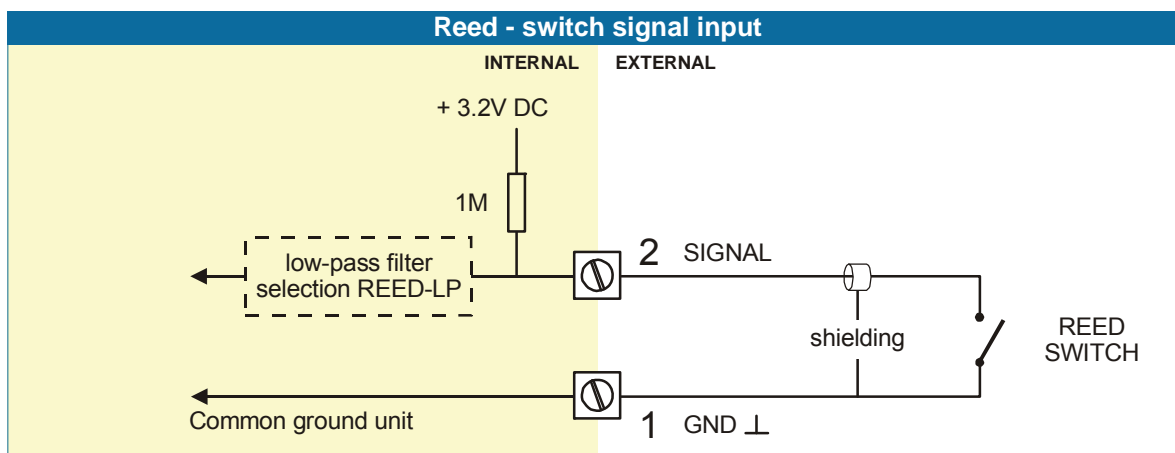 Reed - switch signal input
INTERNAL
EXTERNAL
+ 3.2V DC
1M
low-pass filter
selection REED-LP
2 SIGNAL
shielding
REED
SWITCH
Common ground unit
1 GND ⊥